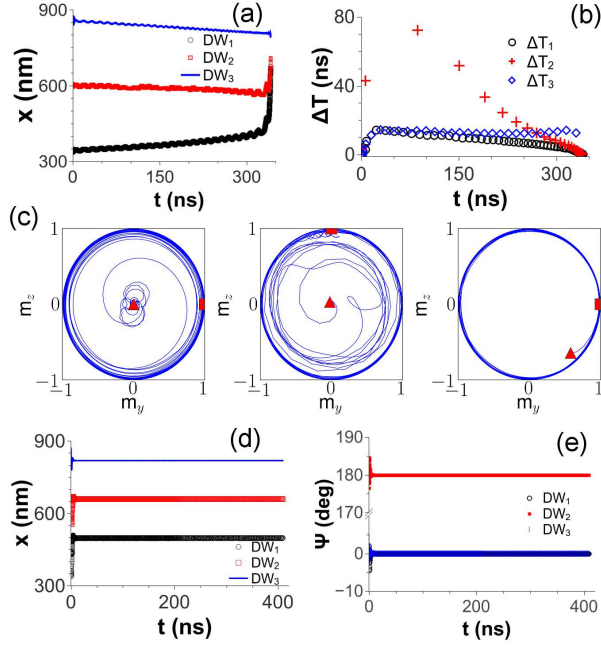 (a)
x (nm)
900
600
300
0
150
300
t (ns)
DW1
DW2
DW3
(b)
ΔT (ns)
80
40
0
0
150
300
t (ns)
ΔT1
ΔT2
ΔT3
(c)
mz
1
0
−1
−1
0
1
my
mz
1
0
−1
−1
0
1
my
mz
1
0
−1
−1
0
1
my
(d)
x (nm)
900
600
300
0
200
400
t (ns)
DW1
DW2
DW3
(e)
Ψ (deg)
190
180
170
0
−10
0
200
400
t (ns)
DW1
DW2
DW3